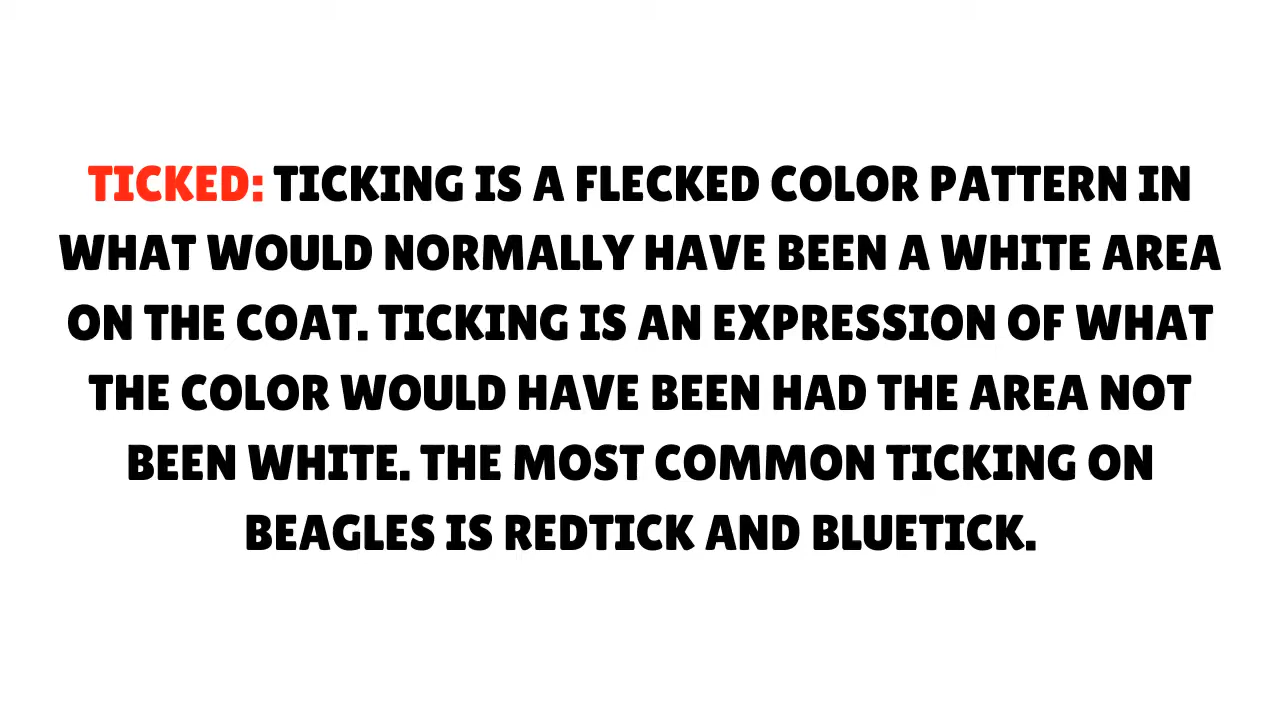 TICKED: TICKING IS A FLECKED COLOR PATTERN IN
WHAT WOULD NORMALLY HAVE BEEN A WHITE AREA
ON THE COAT. TICKING IS AN EXPRESSION OF WHAT
THE COLOR WOULD HAVE BEEN HAD THE AREA NOT
BEEN WHITE. THE MOST COMMON TICKING ON
BEAGLES IS REDTICK AND BLUETICK.